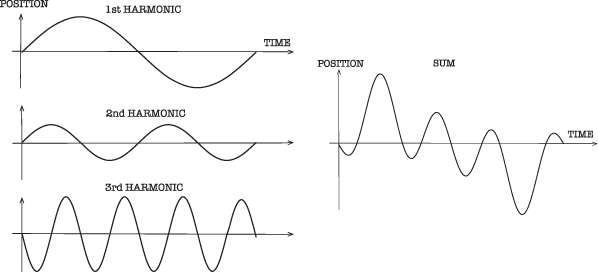 POSITION
1st HARMONIC
TIME
2nd HARMONIC
3rd HARMONIC
POSITION
SUM
TIME